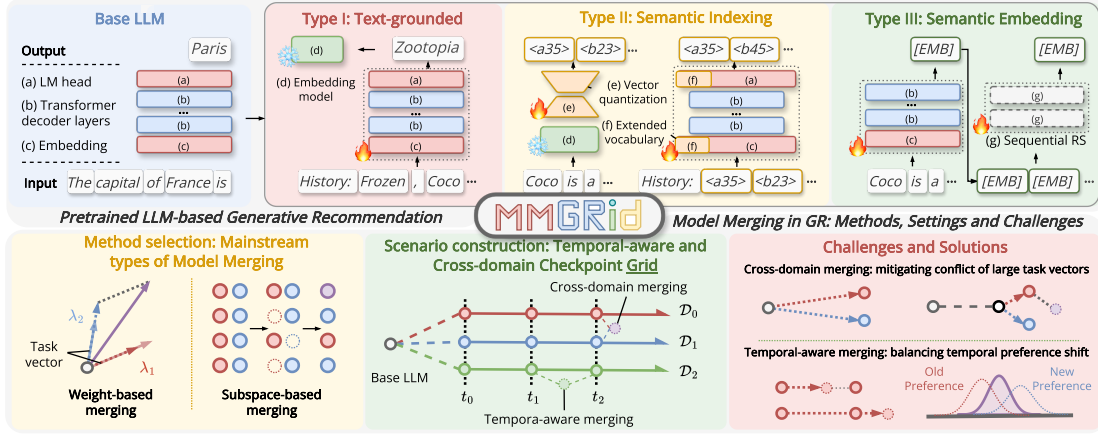 Base LLM
Output
Paris
(a) LM head
(a)
(b) Transformer
decoder layers
(b)
...
(b)
(c) Embedding
(c)
Input
The capital of France is ...
Type I: Text-grounded
(d)
Zootopia
(d) Embedding
model
(a)
(b)
...
(b)
(c)
History: Frozen , Coco ...
Type II: Semantic Indexing
<a35> <b23> ...
<a35> <b45> ...
(e) Vector
quantization
(e)
(f) Extended
vocabulary
(d)
(f) (a)
(b)
...
(b)
(f) (c)
Coco is a ...
History: <a35> <b23> ...
Type III: Semantic Embedding
[EMB]
[EMB]
(b)
...
(b)
(c)
(g)
(g)
(g) Sequential RS
Coco is a ...
[EMB] [EMB] ...
Pretrained LLM-based Generative Recommendation
MMGRid
Model Merging in GR: Methods, Settings and Challenges
Method selection: Mainstream
types of Model Merging
λ2
Task
vector
λ1
Weight-based
merging
Subspace-based
merging
Scenario construction: Temporal-aware and
Cross-domain Checkpoint Grid
Cross-domain merging
D0
D1
D2
Base LLM
t0
t1
t2
Tempora-aware merging
Challenges and Solutions
Cross-domain merging: mitigating conflict of large task vectors
Temporal-aware merging: balancing temporal preference shift
Old
Preference
New
Preference